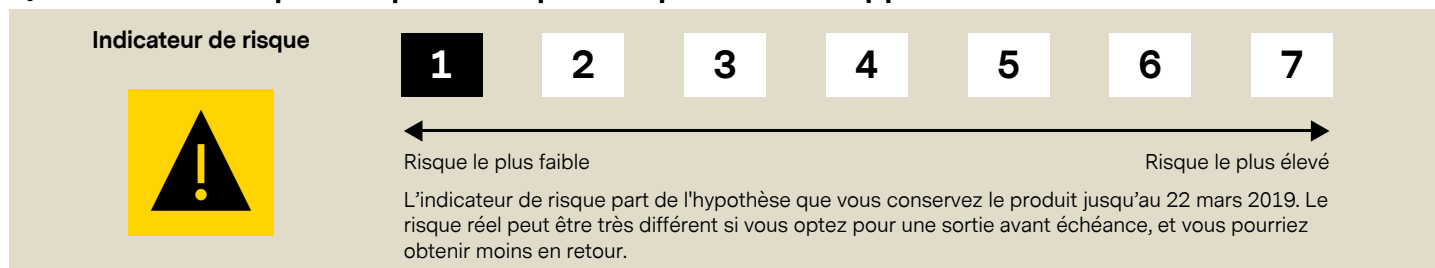 Indicateur de risque
1 2 3 4 5 6 7
Risque le plus faible Risque le plus élevé
L'indicateur de risque part de l'hypothèse que vous conservez le produit jusqu'au 22 mars 2019. Le
risque réel peut être très différent si vous optez pour une sortie avant échéance, et vous pourriez
obtenir moins en retour.